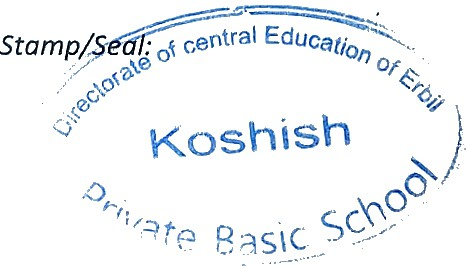 Stamp/Seal:
Directorate of central Education of Erbil
Koshish
Private Basic School